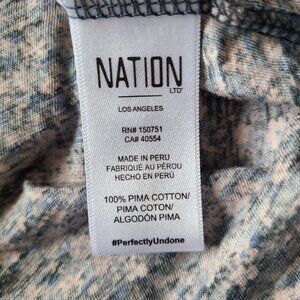 NATION
LTD
LOS ANGELES
RN# 150751
CA# 40554
MADE IN PERU
FABRIQUÉ AU PÉROU
HECHO EN PERÚ
100% PIMA COTTON/
PIMA COTON/
ALGODÓN PIMA
#PerfectlyUndone